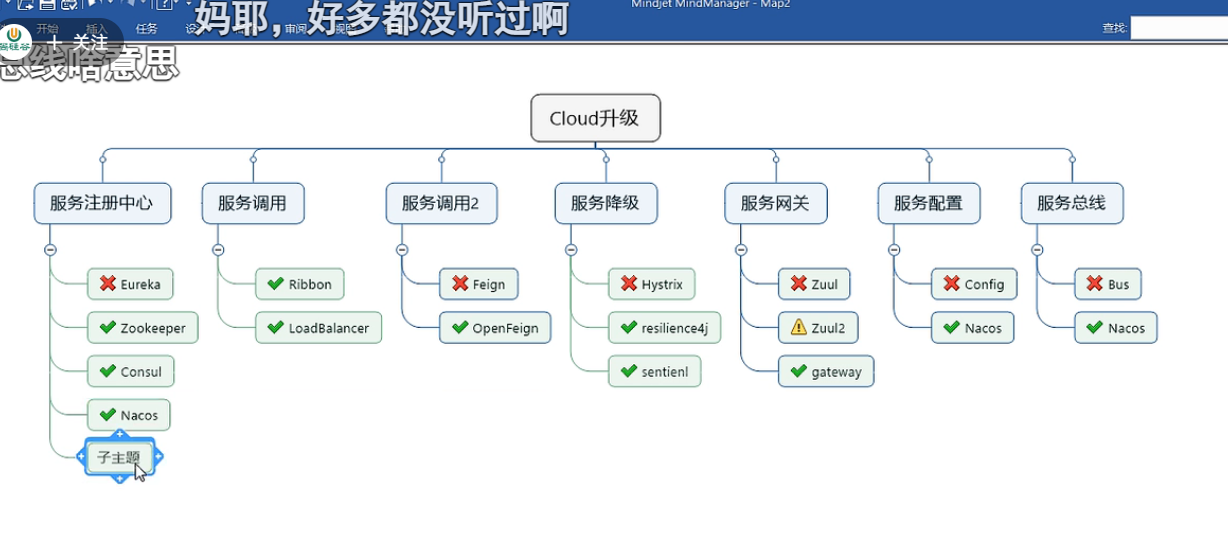 Mindjet MindManager - Map2
妈耶，好多都没听过啊
开始
插入
任务
审阅
查找:
关注
总线啥意思
Cloud升级
服务注册中心
服务调用
服务调用2
服务降级
服务网关
服务配置
服务总线
Eureka
Zookeeper
Consul
Nacos
子主题
Ribbon
LoadBalancer
Feign
OpenFeign
Hystrix
resilience4j
sentienl
Zuul
Zuul2
gateway
Config
Nacos
Bus
Nacos